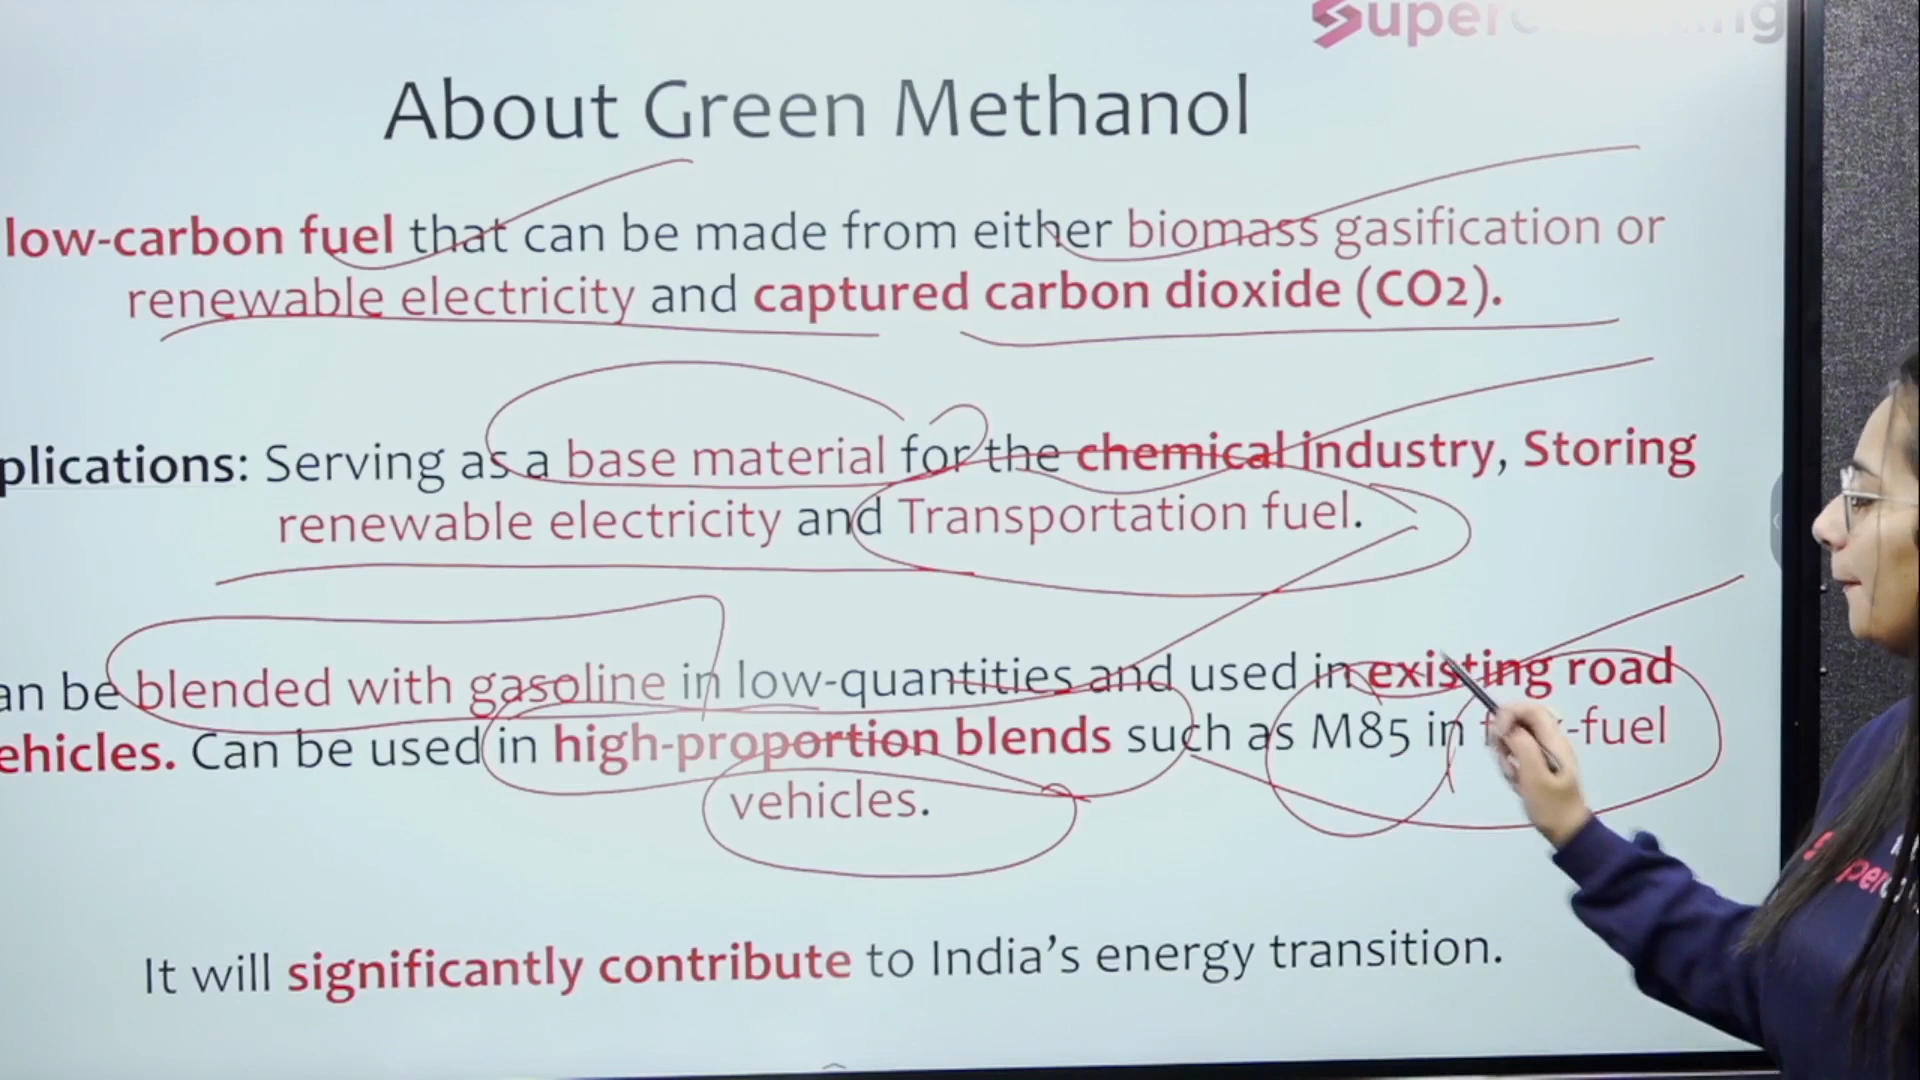 Super
About Green Methanol
low-carbon fuel that can be made from either biomass gasification or
renewable electricity and captured carbon dioxide (CO2).
plications: Serving as a base material for the chemical industry, Storing
renewable electricity and Transportation fuel.
an be blended with gasoline in low-quantities and used in existing road
ehicles. Can be used in high-proportion blends such as M85 in -fuel
vehicles.
It will significantly contribute to India's energy transition.
Super